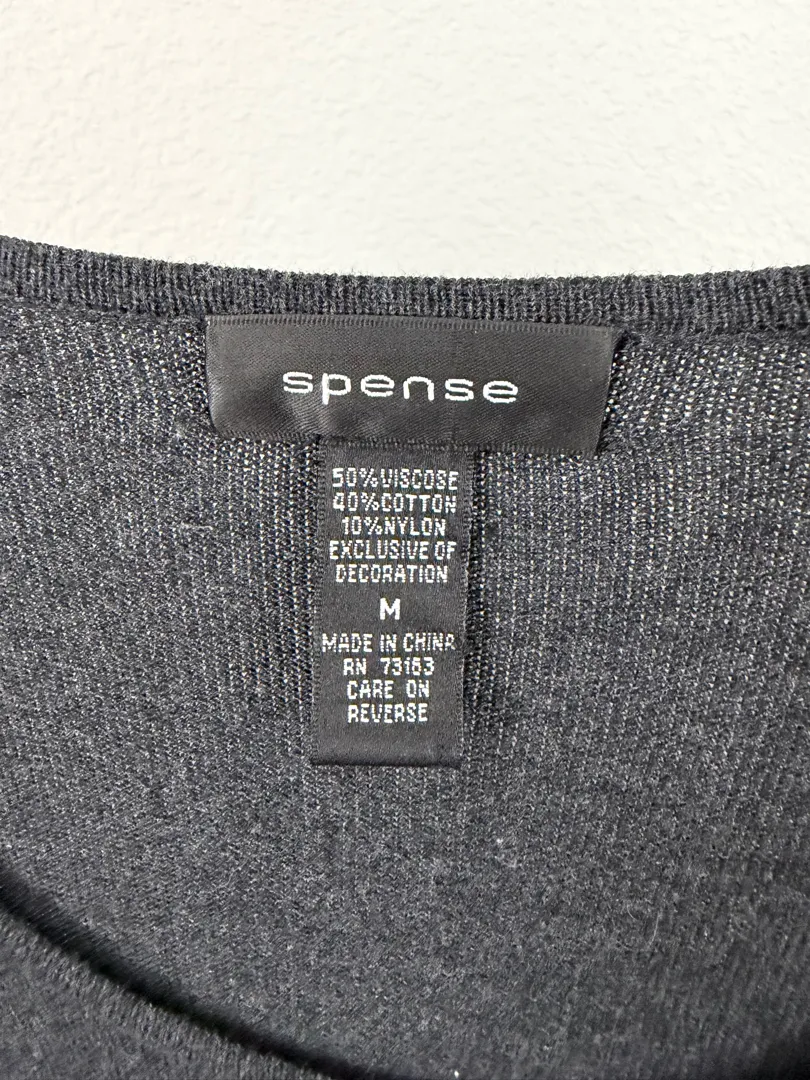 spense
50%VISCOSE
40%COTTON
10%NYLON
EXCLUSIVE OF
DECORATION
M
MADE IN CHINA
RN 73163
CARE ON
REVERSE